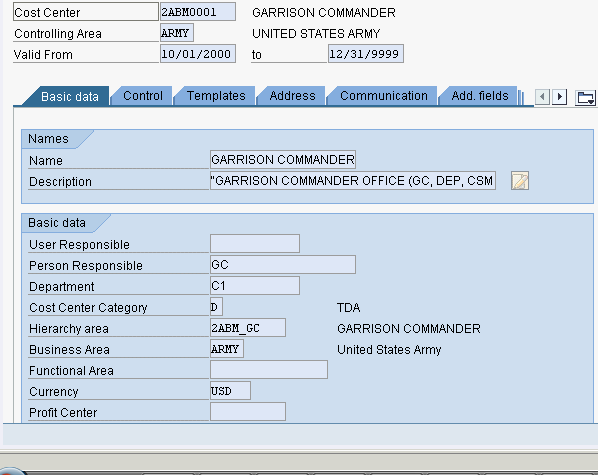 Cost Center 2ABM0001 GARRISON COMMANDER
Controlling Area ARMY UNITED STATES ARMY
Valid From 10/01/2000 to 12/31/9999
Basic data Control Templates Address Communication Add. fields
Names
Name GARRISON COMMANDER
Description "GARRISON COMMANDER OFFICE (GC, DEP, CSM
Basic data
User Responsible
Person Responsible GC
Department C1
Cost Center Category D TDA
Hierarchy area 2ABM_GC GARRISON COMMANDER
Business Area ARMY United States Army
Functional Area
Currency USD
Profit Center